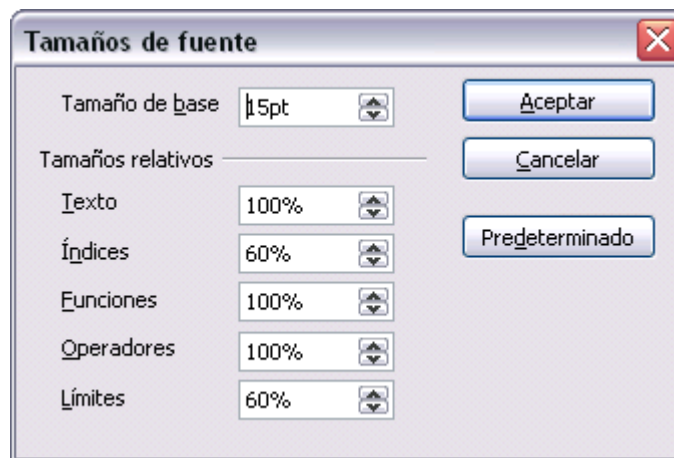 Tamaños de fuente
Tamaño de base 15pt
Aceptar
Tamaños relativos
Cancelar
Texto 100%
Índices 60%
Predeterminado
Funciones 100%
Operadores 100%
Límites 60%